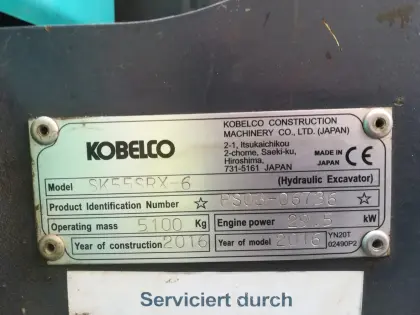 KOBELCO
KOBELCO CONSTRUCTION
MACHINERY CO., LTD. (JAPAN)
2-1, Itsukaichikou
2-chome, Saeki-ku,
Hiroshima,
731-5161 JAPAN
MADE IN
JAPAN
CE
Model SK55SRX-6 (Hydraulic Excavator)
Product Identification Number ☆ ☆
Operating mass 5100 Kg Engine power kW
Year of construction 2016 Year of model 2016
YN20T
02490P2
Serviciert durch